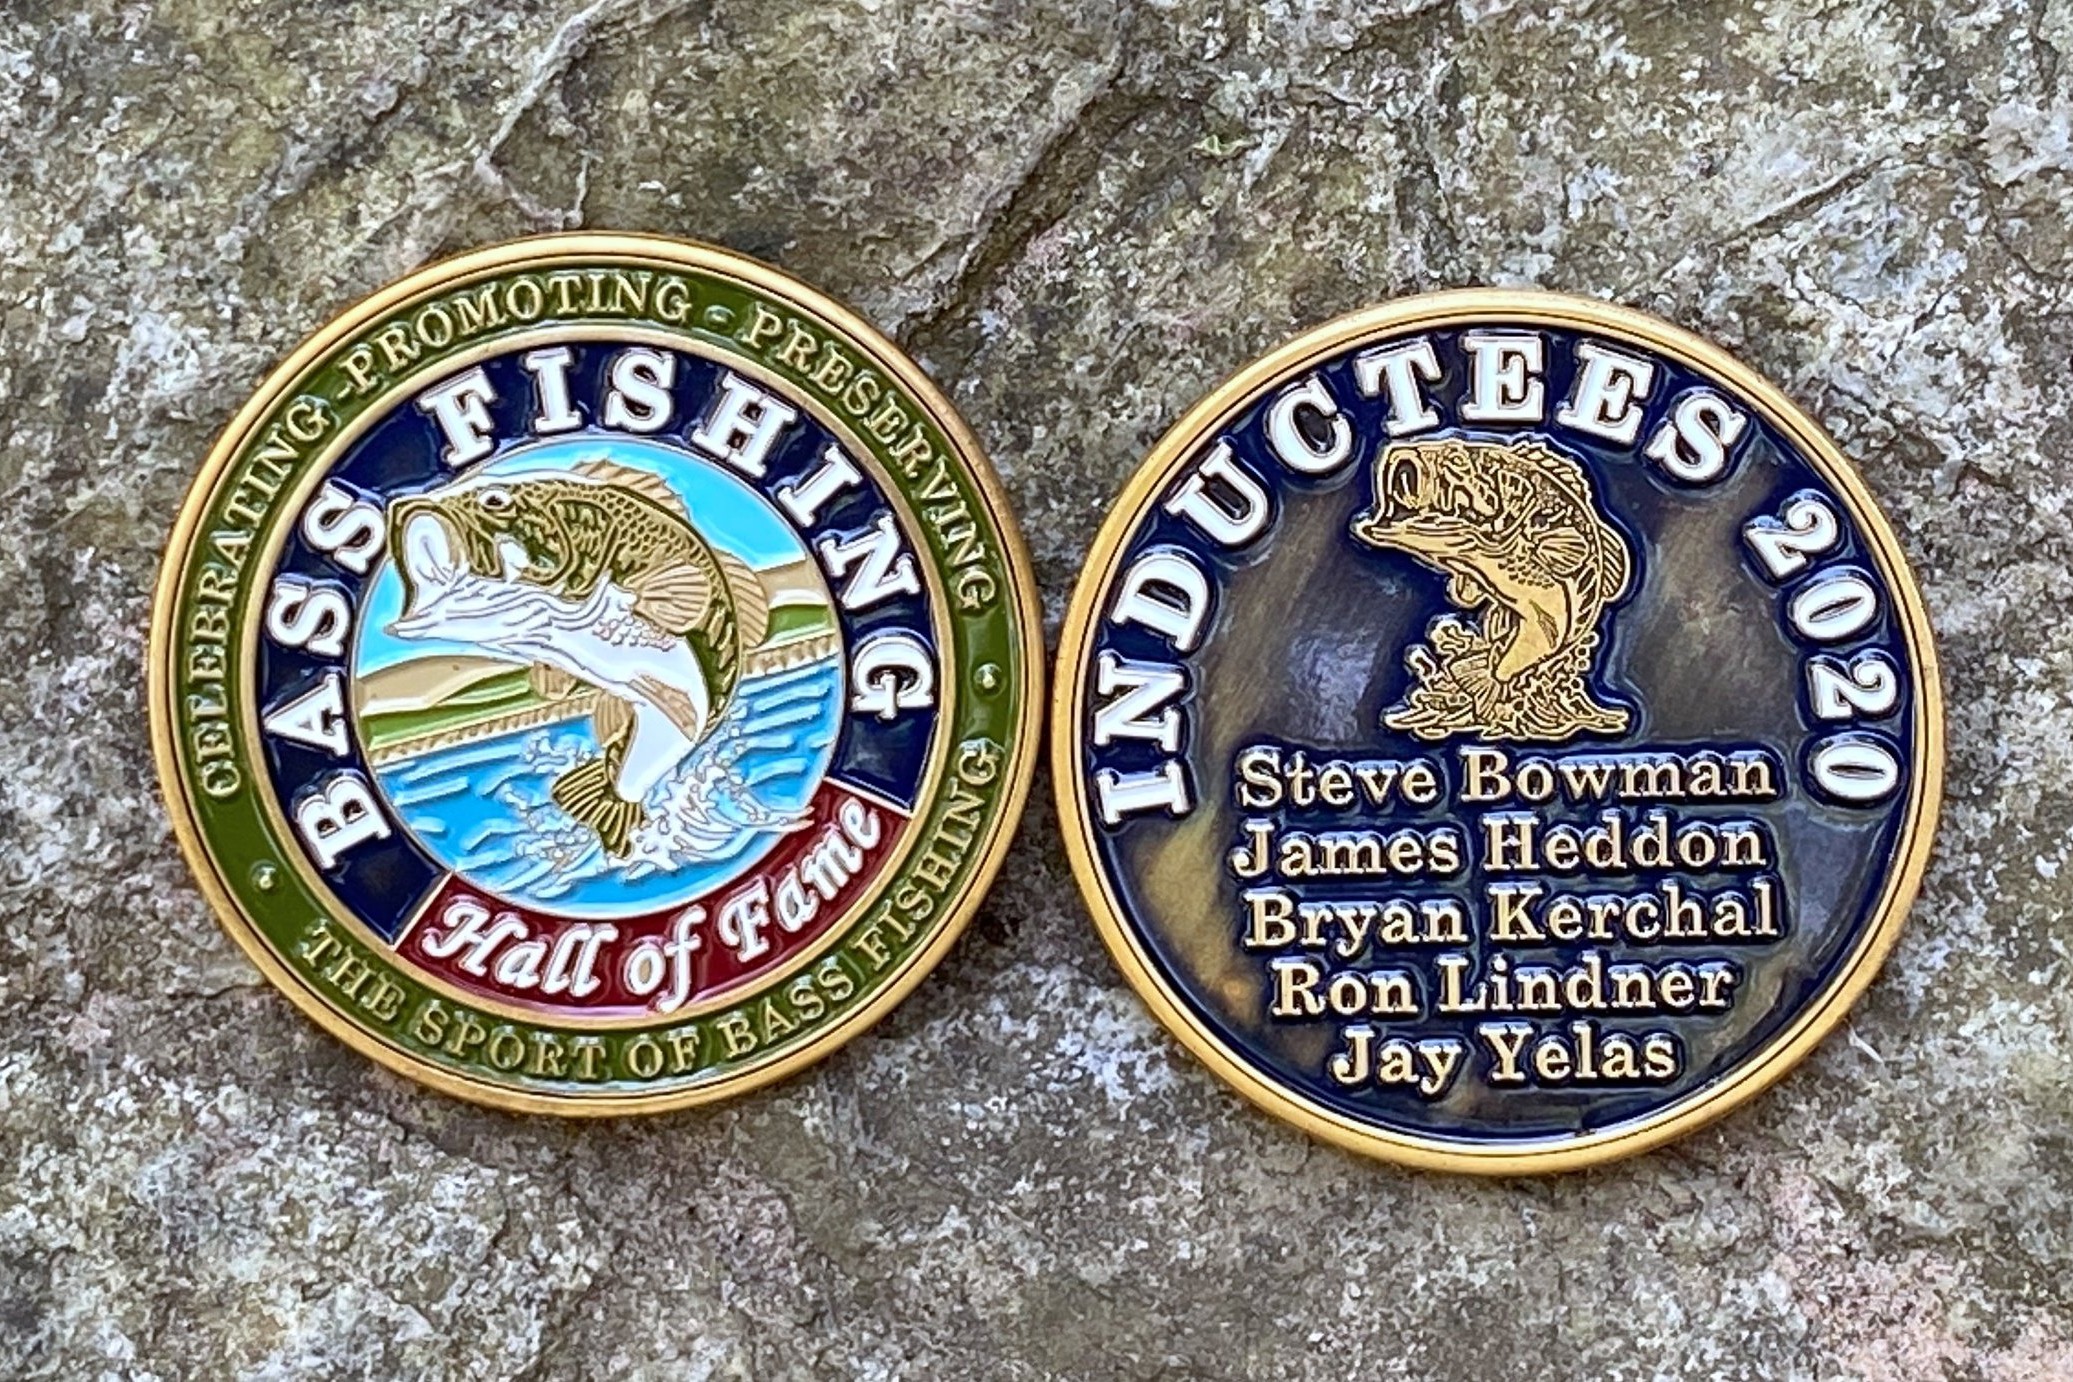 CELEBRATING - PROMOTING - PRESERVING
THE SPORT OF BASS FISHING
BASS FISHING
Hall of Fame
INDUCTEES 2020
Steve Bowman
James Heddon
Bryan Kerchal
Ron Lindner
Jay Yelas